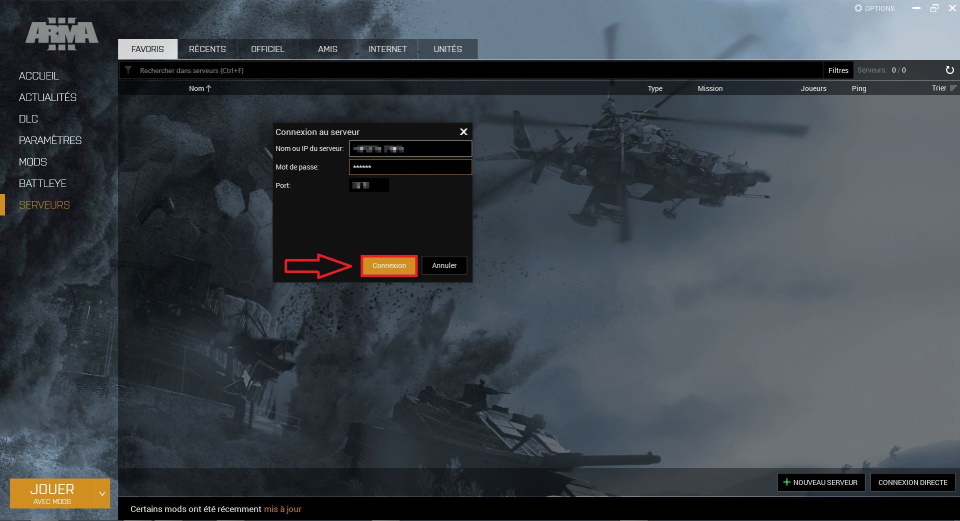 OPTIONS
ARMA III
FAVORIS RÉCENTS OFFICIEL AMIS INTERNET UNITÉS
Rechercher dans serveurs (Ctrl+F) Filtres Serveurs: 0 / 0
Nom Type Mission Joueurs Ping Trier
ACCUEIL
ACTUALITÉS
DLC
PARAMÈTRES
MODS
BATTLEYE
SERVEURS
Connexion au serveur
Nom ou IP du serveur:
Mot de passe: ******
Port:
Connexion Annuler
JOUER
AVEC MODS
+ NOUVEAU SERVEUR CONNEXION DIRECTE
Certains mods ont été récemment mis à jour